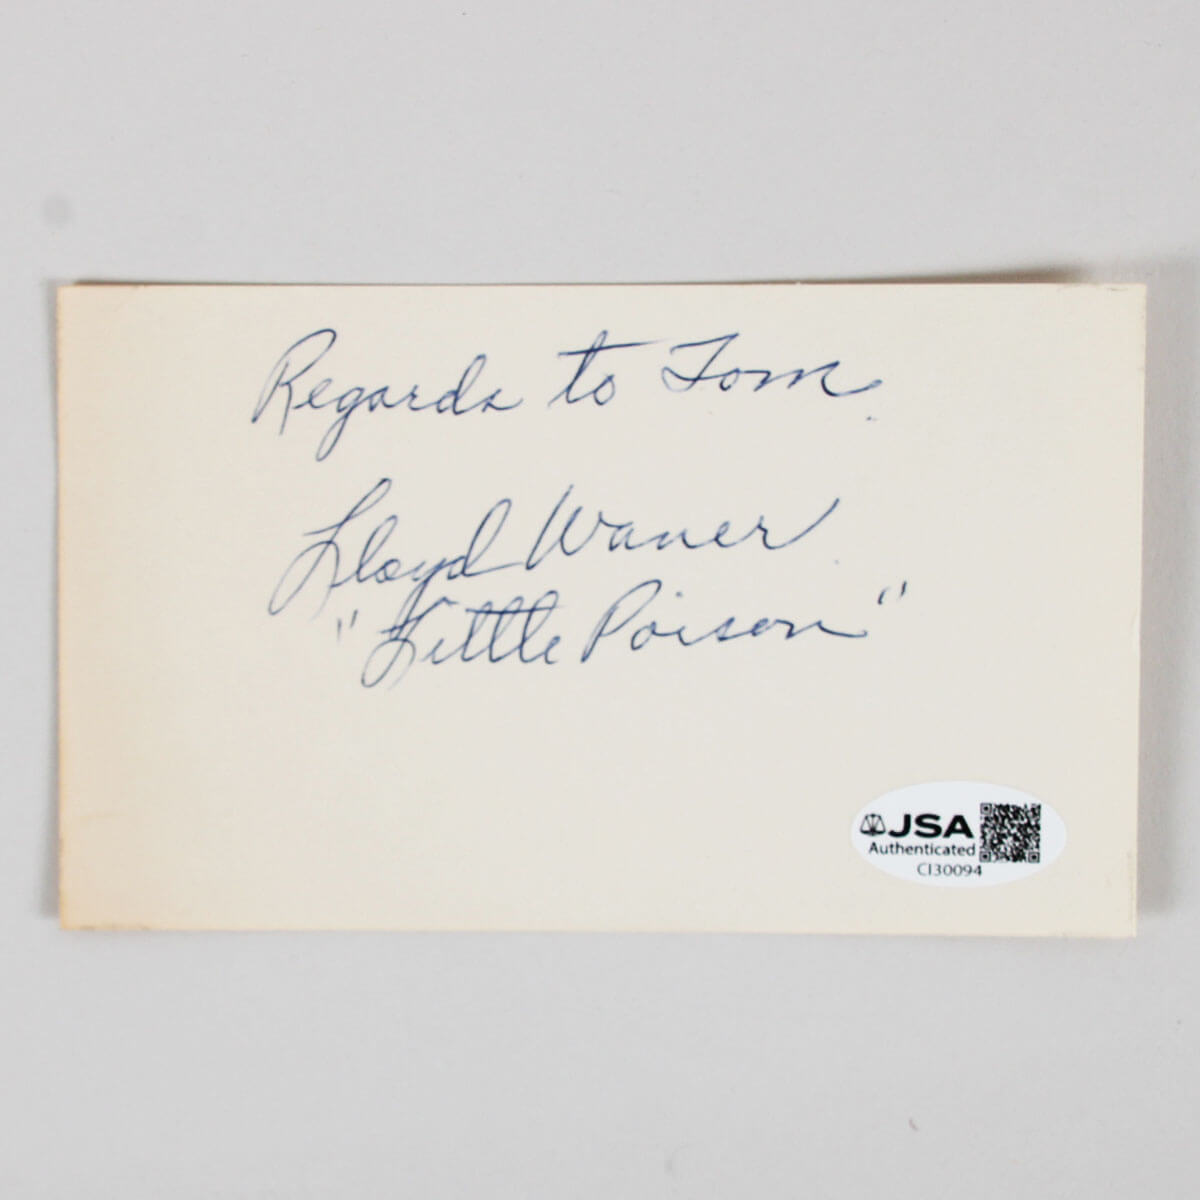 Regards to Tom.
Lloyd Waner
"Little Poison"
JSA
Authenticated
CI30094